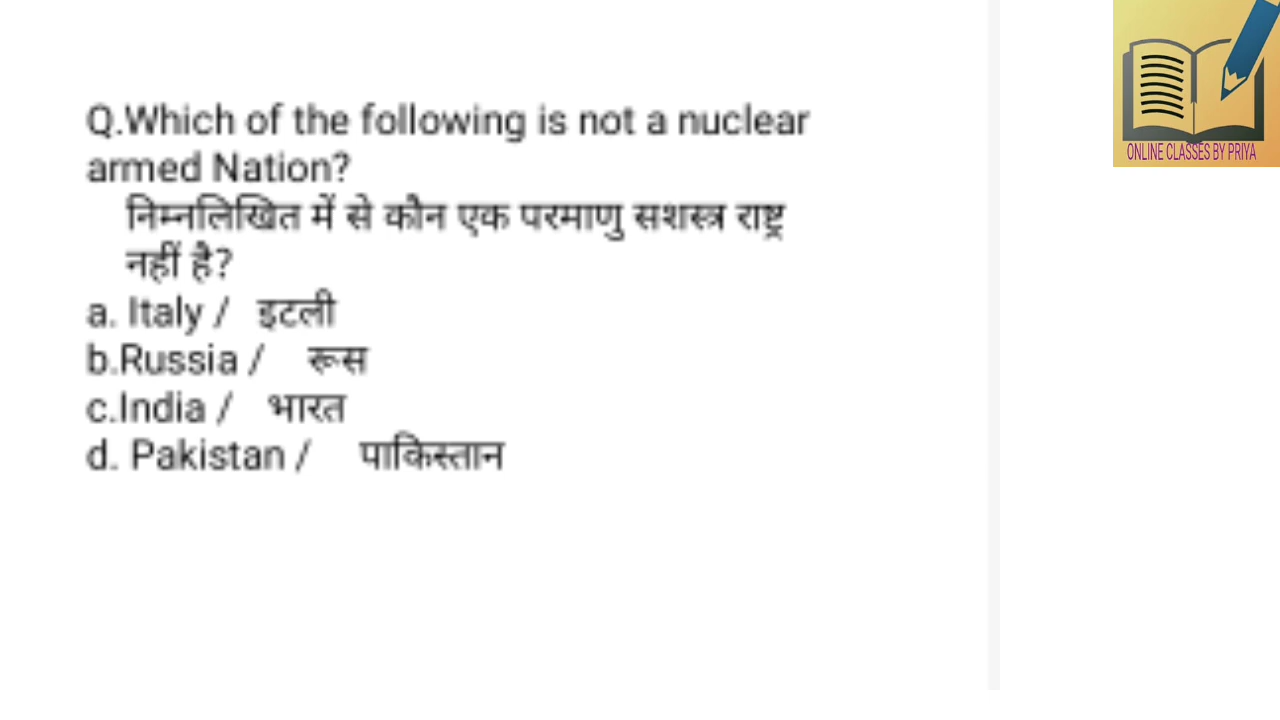 Q.Which of the following is not a nuclear
armed Nation?
निम्नलिखित में से कौन एक परमाणु सशस्त्र राष्ट्र
नहीं है?
a. Italy / इटली
b.Russia / रूस
c.India / भारत
d. Pakistan / पाकिस्तान
ONLINE CLASSES BY PRIYA